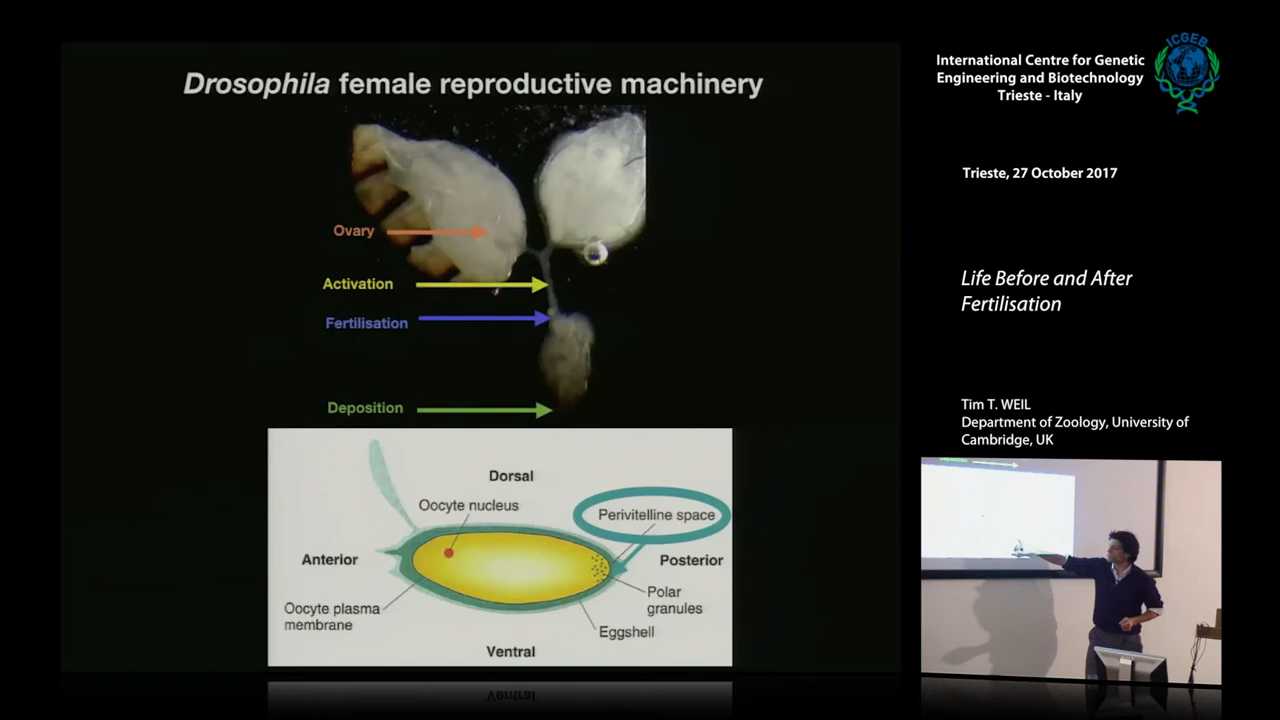 Drosophila female reproductive machinery
Ovary
Activation
Fertilisation
Deposition
Dorsal
Oocyte nucleus
Perivitelline space
Anterior
Posterior
Oocyte plasma
membrane
Polar
granules
Eggshell
Ventral
Ventral
International Centre for Genetic
Engineering and Biotechnology
Trieste - Italy
ICGEB
Trieste, 27 October 2017
Life Before and After
Fertilisation
Tim T. WEIL
Department of Zoology, University of
Cambridge, UK